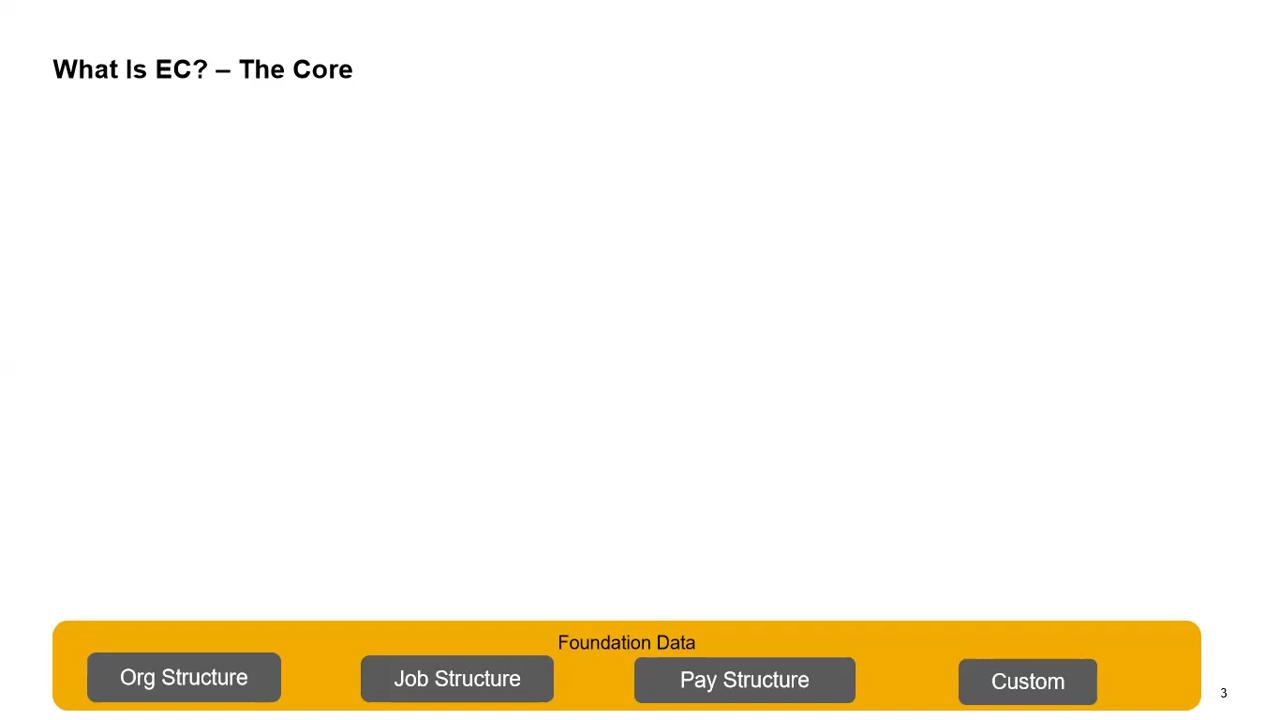 What Is EC? – The Core
Foundation Data
Org Structure
Job Structure
Pay Structure
Custom
3